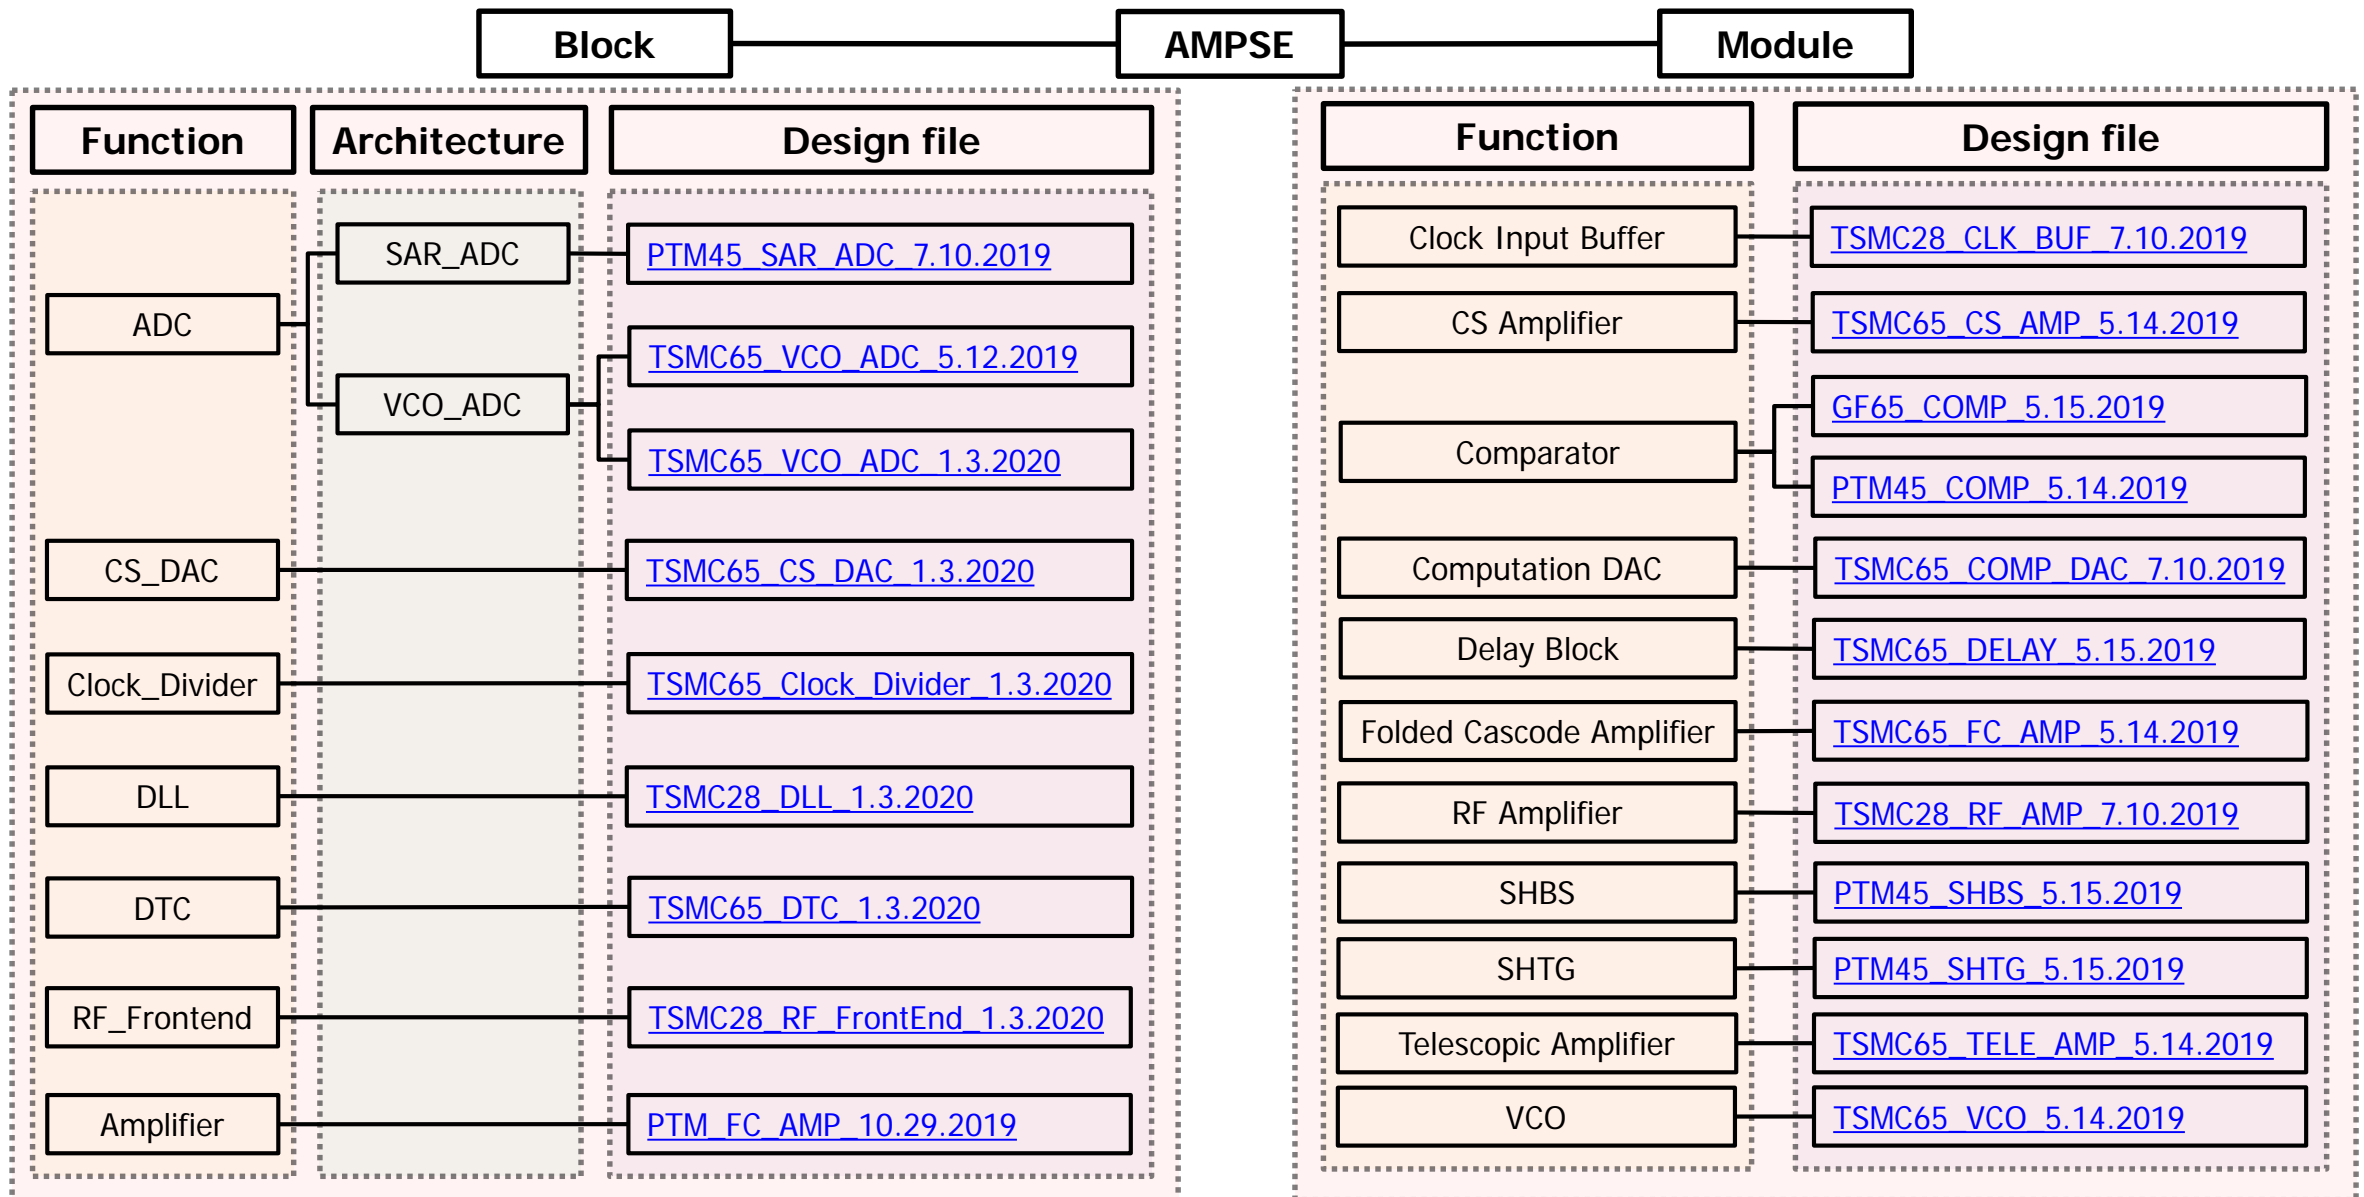 Block
AMPSE
Module
Function
Architecture
Design file
ADC
SAR_ADC
PTM45_SAR_ADC_7.10.2019
VCO_ADC
TSMC65_VCO_ADC_5.12.2019
TSMC65_VCO_ADC_1.3.2020
CS_DAC
TSMC65_CS_DAC_1.3.2020
Clock_Divider
TSMC65_Clock_Divider_1.3.2020
DLL
TSMC28_DLL_1.3.2020
DTC
TSMC65_DTC_1.3.2020
RF_Frontend
TSMC28_RF_FrontEnd_1.3.2020
Amplifier
PTM_FC_AMP_10.29.2019
Function
Design file
Clock Input Buffer
TSMC28_CLK_BUF_7.10.2019
CS Amplifier
TSMC65_CS_AMP_5.14.2019
Comparator
GF65_COMP_5.15.2019
PTM45_COMP_5.14.2019
Computation DAC
TSMC65_COMP_DAC_7.10.2019
Delay Block
TSMC65_DELAY_5.15.2019
Folded Cascode Amplifier
TSMC65_FC_AMP_5.14.2019
RF Amplifier
TSMC28_RF_AMP_7.10.2019
SHBS
PTM45_SHBS_5.15.2019
SHTG
PTM45_SHTG_5.15.2019
Telescopic Amplifier
TSMC65_TELE_AMP_5.14.2019
VCO
TSMC65_VCO_5.14.2019